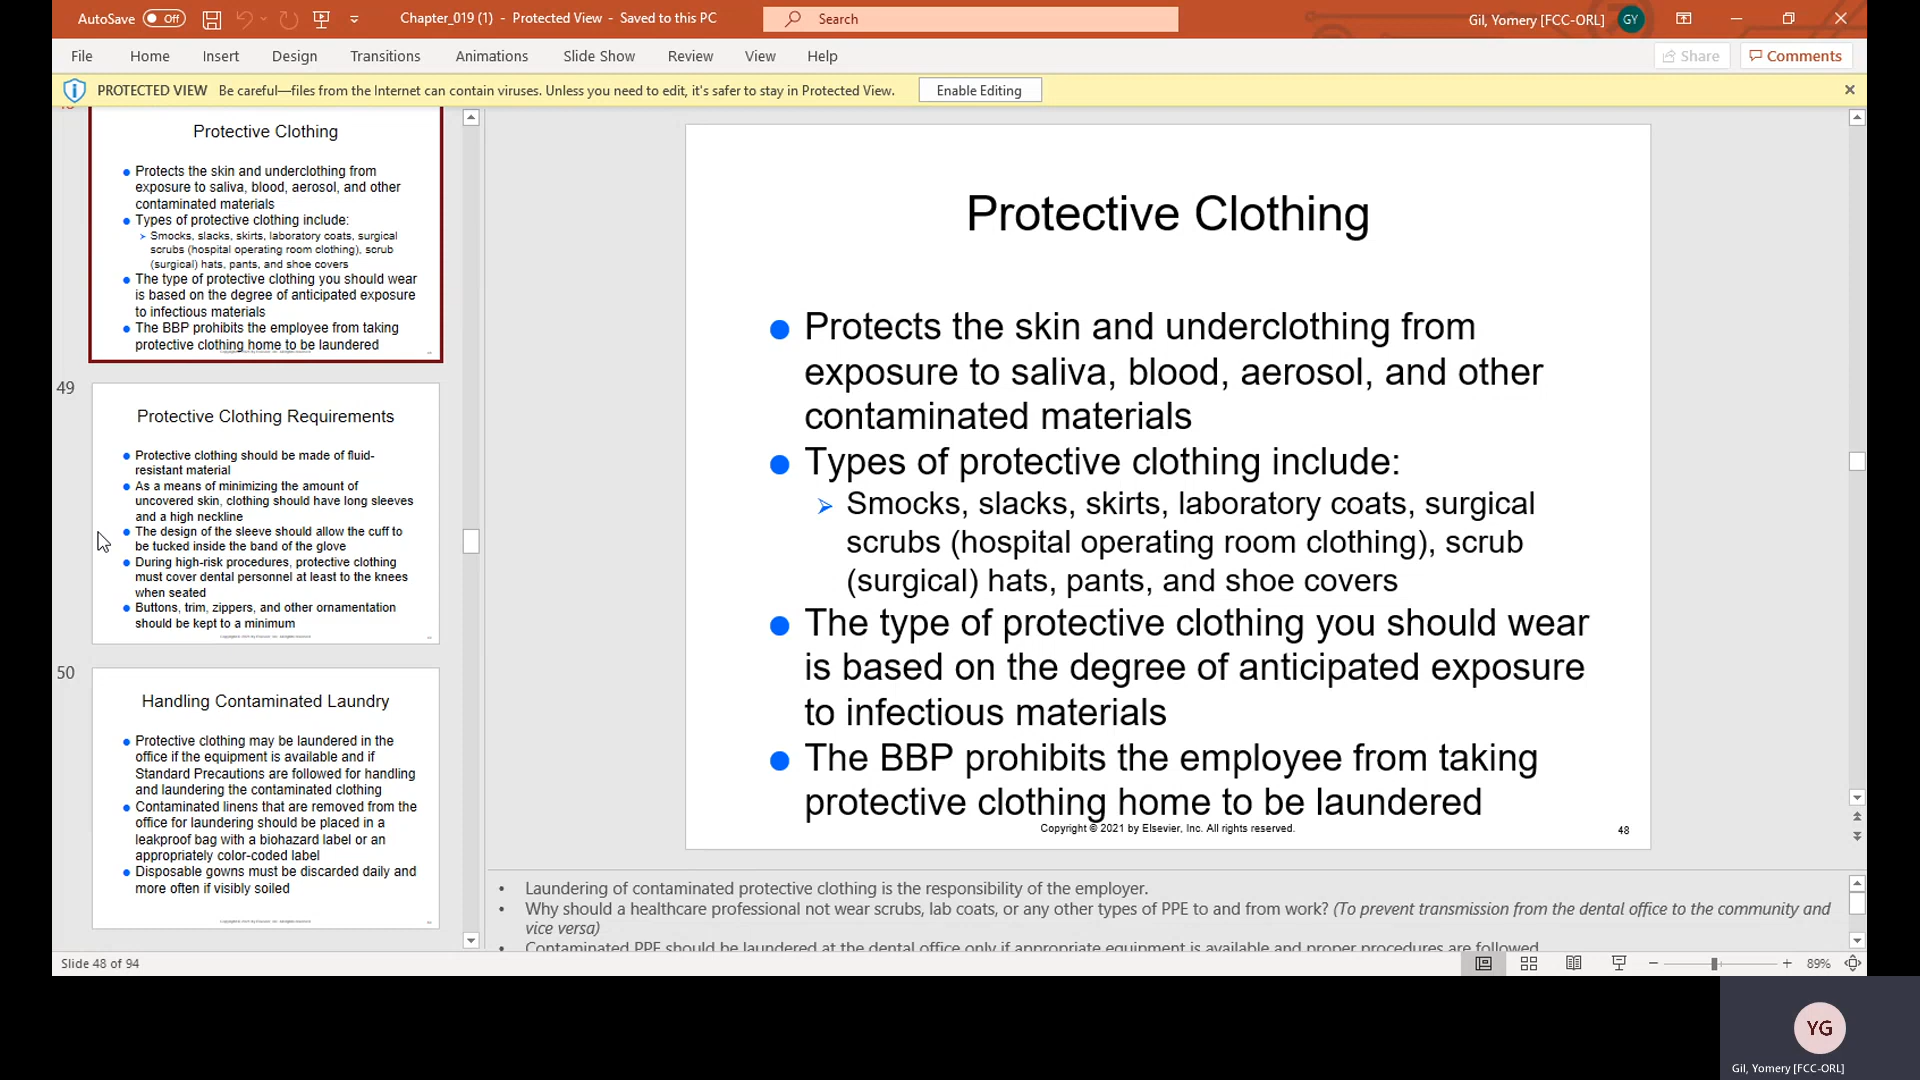 AutoSave Off
Chapter_019 (1) - Protected View - Saved to this PC
Search
Gil, Yomery [FCC-ORL] GY
File Home Insert Design Transitions Animations Slide Show Review View Help
Share Comments
PROTECTED VIEW Be careful—files from the Internet can contain viruses. Unless you need to edit, it's safer to stay in Protected View. Enable Editing
Protective Clothing
Protects the skin and underclothing from
exposure to saliva, blood, aerosol, and other
contaminated materials
Types of protective clothing include:
Smocks, slacks, skirts, laboratory coats, surgical
scrubs (hospital operating room clothing), scrub
(surgical) hats, pants, and shoe covers
The type of protective clothing you should wear
is based on the degree of anticipated exposure
to infectious materials
The BBP prohibits the employee from taking
protective clothing home to be laundered
49
Protective Clothing Requirements
Protective clothing should be made of fluid-
resistant material
As a means of minimizing the amount of
uncovered skin, clothing should have long sleeves
and a high neckline
The design of the sleeve should allow the cuff to
be tucked inside the band of the glove
During high-risk procedures, protective clothing
must cover dental personnel at least to the knees
when seated
Buttons, trim, zippers, and other ornamentation
should be kept to a minimum
50
Handling Contaminated Laundry
Protective clothing may be laundered in the
office if the equipment is available and if
Standard Precautions are followed for handling
and laundering the contaminated clothing
Contaminated linens that are removed from the
office for laundering should be placed in a
leakproof bag with a biohazard label or an
appropriately color-coded label
Disposable gowns must be discarded daily and
more often if visibly soiled
Protective Clothing
Protects the skin and underclothing from
exposure to saliva, blood, aerosol, and other
contaminated materials
Types of protective clothing include:
Smocks, slacks, skirts, laboratory coats, surgical
scrubs (hospital operating room clothing), scrub
(surgical) hats, pants, and shoe covers
The type of protective clothing you should wear
is based on the degree of anticipated exposure
to infectious materials
The BBP prohibits the employee from taking
protective clothing home to be laundered
Copyright © 2021 by Elsevier, Inc. All rights reserved.
48
Laundering of contaminated protective clothing is the responsibility of the employer.
Why should a healthcare professional not wear scrubs, lab coats, or any other types of PPE to and from work? (To prevent transmission from the dental office to the community and
vice versa)
Contaminated PPE should be laundered at the dental office only if appropriate equipment is available and proper procedures are followed
Slide 48 of 94
89%
YG
Gil, Yomery [FCC-ORL]